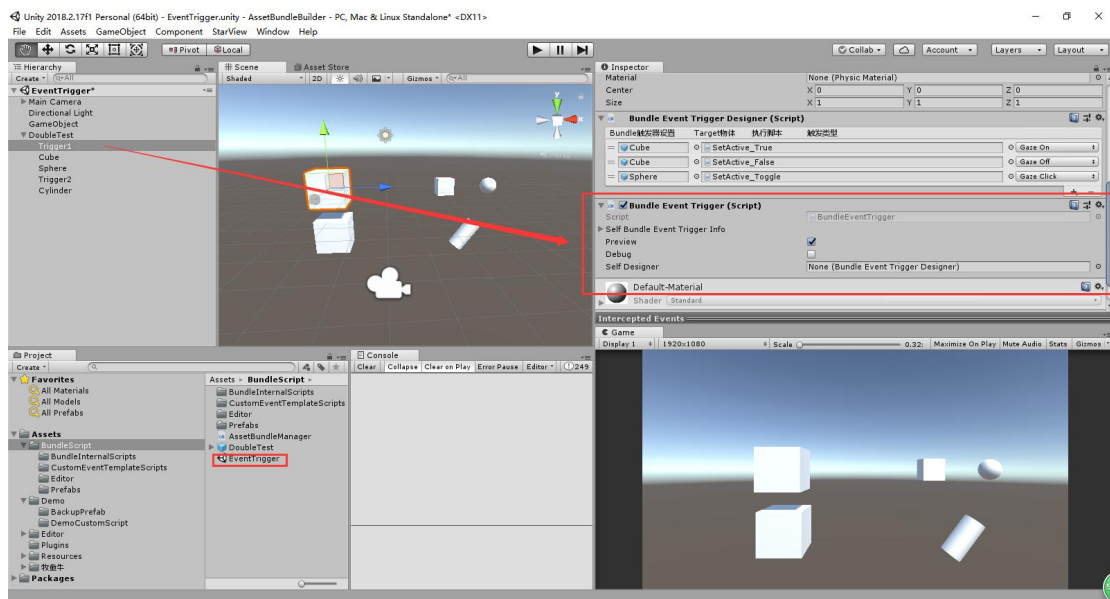 Unity 2018.2.17f1 Personal (64bit) - EventTrigger.unity - AssetBundleBuilder - PC, Mac & Linux Standalone* <DX11>
File Edit Assets GameObject Component StarView Window Help
Pivot Local Collab Account Layers Layout
Hierarchy
Create All
EventTrigger*
Main Camera
Directional Light
GameObject
DoubleTest
Trigger1
Cube
Sphere
Trigger2
Cylinder
Scene Asset Store
Shaded 2D Gizmos All
y
x
Inspector
Material None (Physic Material)
Center X 0 Y 0 Z 0
Size X 1 Y 1 Z 1
Bundle Event Trigger Designer (Script)
Bundle触发器设置 Target物体 执行脚本 触发类型
Cube SetActive_True Gaze On
Cube SetActive_False Gaze Off
Sphere SetActive_Toggle Gaze Click
+ -
Bundle Event Trigger (Script)
Script BundleEventTrigger
Self Bundle Event Trigger Info
Preview
Debug
Self Designer None (Bundle Event Trigger Designer)
Default-Material
Shader Standard
Intercepted Events
Game
Display 1 1920x1080 Scale 0.32: Maximize On Play Mute Audio Stats Gizmos
Project
Create
Favorites
All Materials
All Models
All Prefabs
Assets
BundleScript
BundleInternalScripts
CustomEventTemplateScripts
Editor
Prefabs
Demo
BackupPrefab
DemoCustomScript
Editor
Plugins
Resources
牧童牛
Packages
Assets BundleScript
BundleInternalScripts
CustomEventTemplateScripts
Editor
Prefabs
AssetBundleManager
DoubleTest
EventTrigger
Console
Clear Collapse Clear on Play Error Pause Editor 249